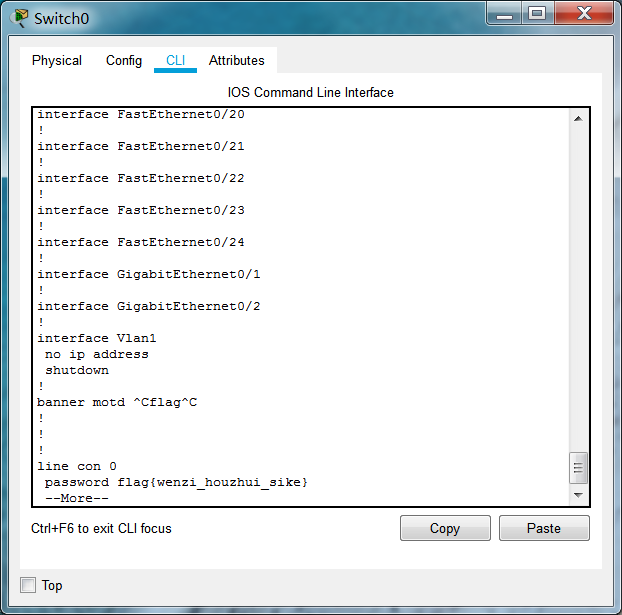 Switch0
Physical Config CLI Attributes
IOS Command Line Interface
interface FastEthernet0/20
!
interface FastEthernet0/21
!
interface FastEthernet0/22
!
interface FastEthernet0/23
!
interface FastEthernet0/24
!
interface GigabitEthernet0/1
!
interface GigabitEthernet0/2
!
interface Vlan1
 no ip address
 shutdown
!
banner motd ^Cflag^C
!
!
!
line con 0
 password flag{wenzi_houzhui_sike}
 --More--
Ctrl+F6 to exit CLI focus
Copy Paste
Top